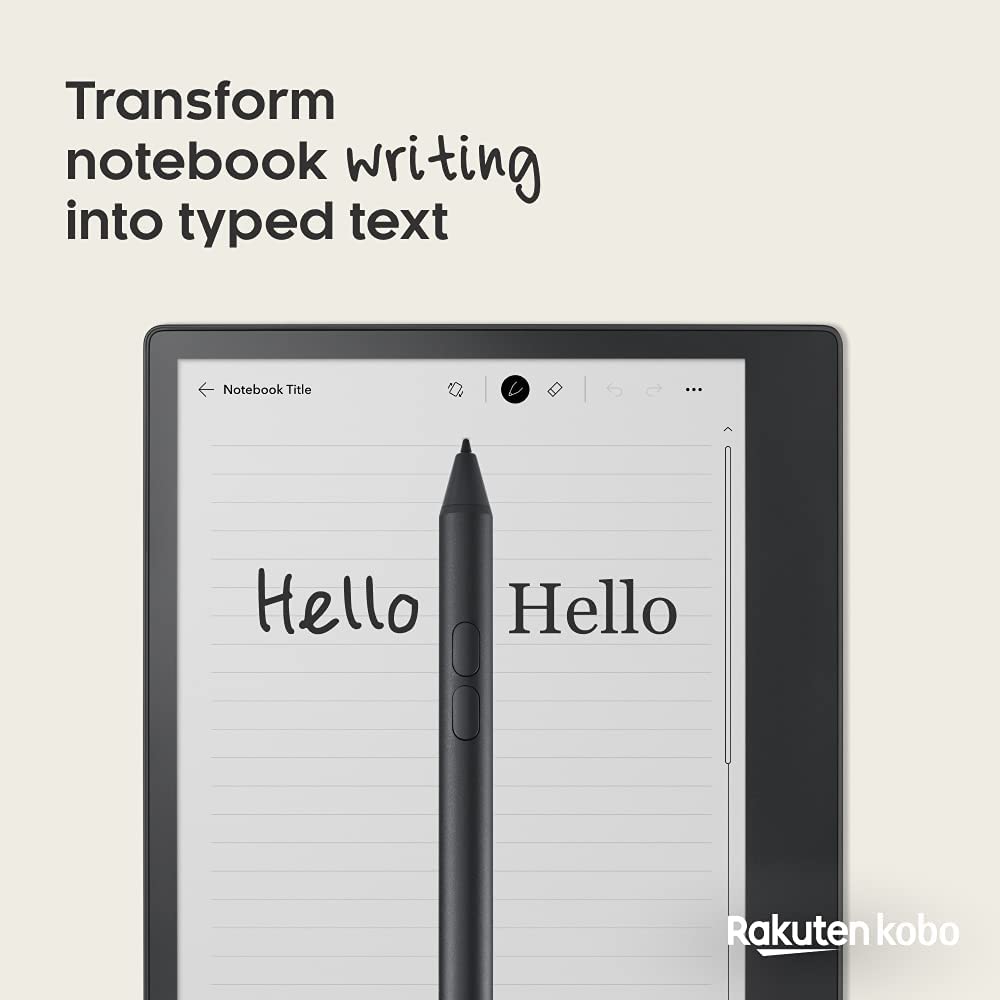 Transform
notebook writing
into typed text
Notebook Title
Hello Hello
Rakuten kobo